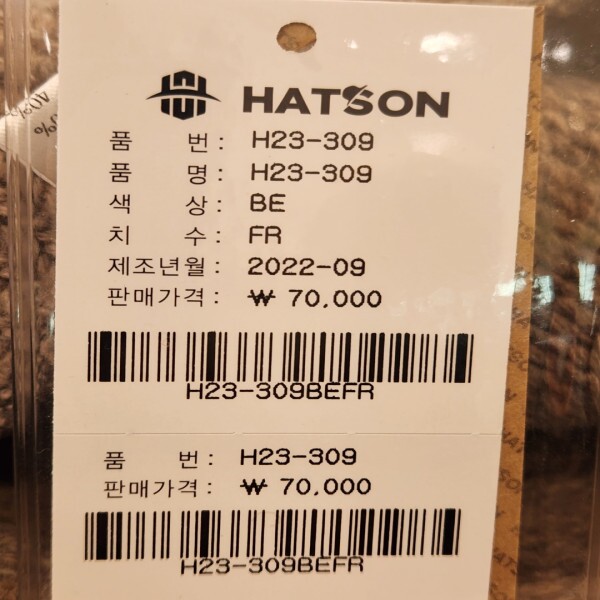 HATSON
품 번 : H23-309
품 명 : H23-309
색 상 : BE
치 수 : FR
제조년월 : 2022-09
판매가격 : ₩ 70,000
H23-309BEFR
품 번 : H23-309
판매가격 : ₩ 70,000
H23-309BEFR